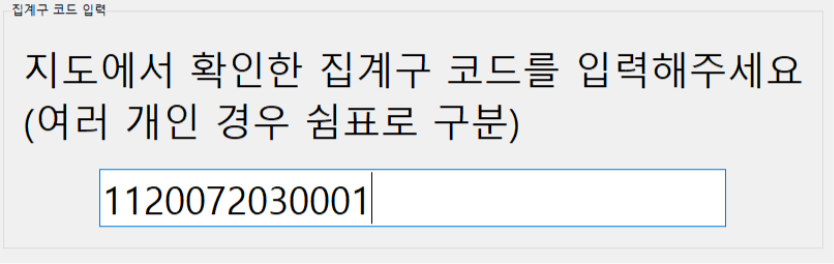 집계구 코드 입력
지도에서 확인한 집계구 코드를 입력해주세요
(여러 개인 경우 쉼표로 구분)
1120072030001